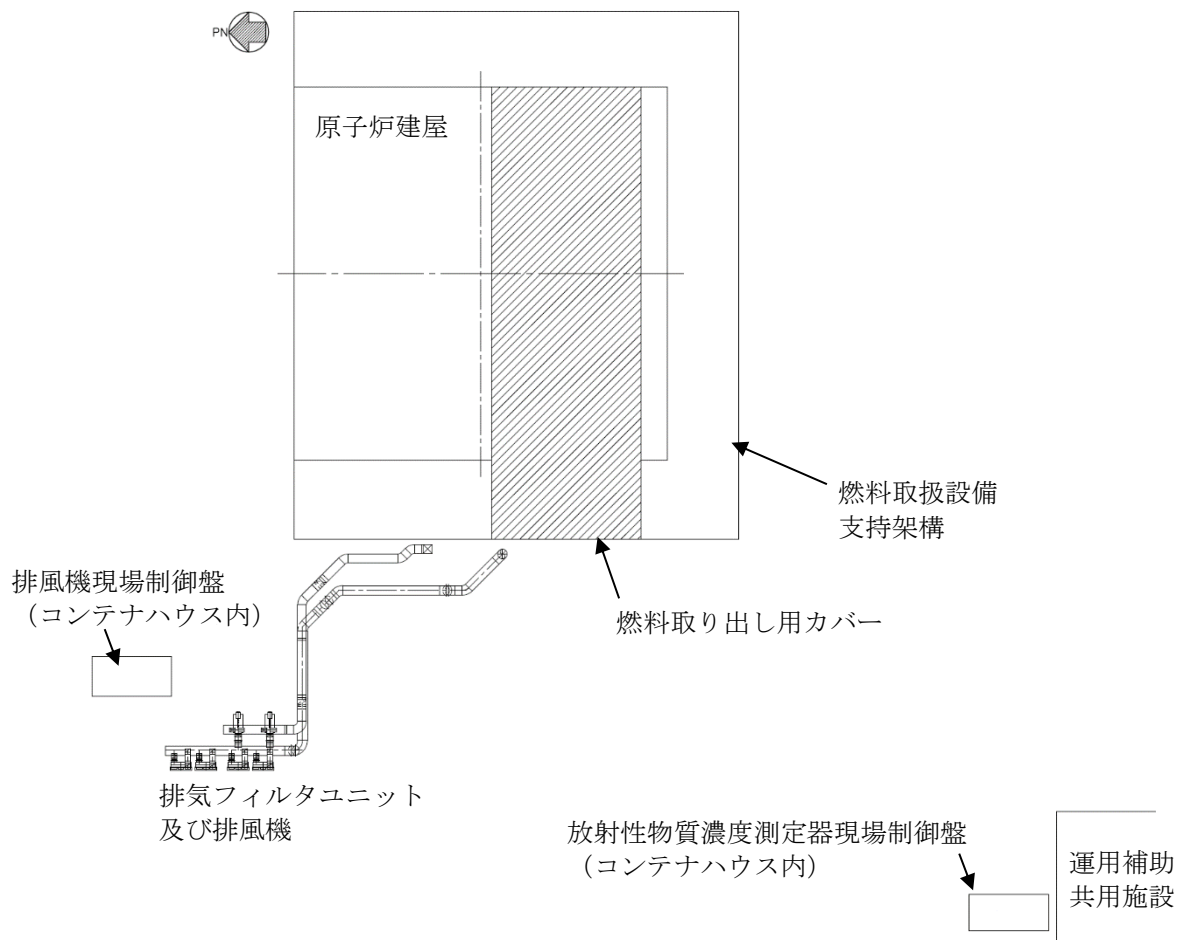 PN
原子炉建屋
燃料取扱設備
支持架構
排風機現場制御盤
（コンテナハウス内）
燃料取り出し用カバー
排気フィルタユニット
及び排風機
放射性物質濃度測定器現場制御盤
（コンテナハウス内）
運用補助
共用施設